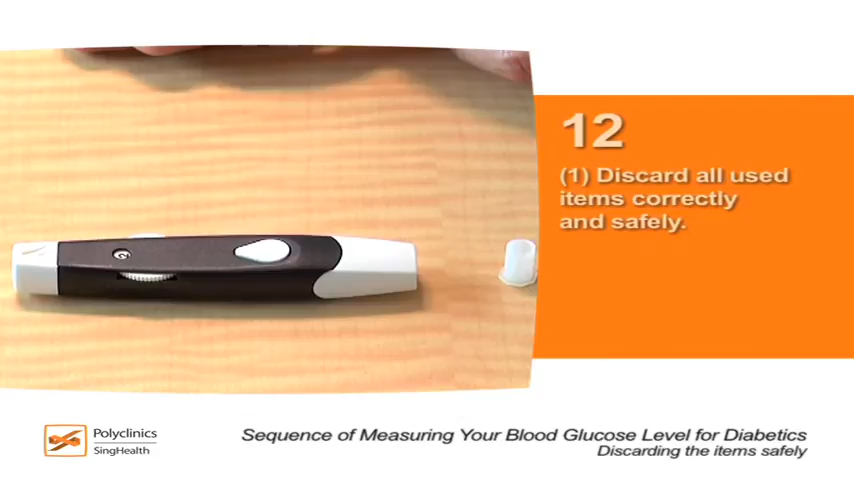 12
(1) Discard all used
items correctly
and safely.
Polyclinics
SingHealth
Sequence of Measuring Your Blood Glucose Level for Diabetics
Discarding the items safely